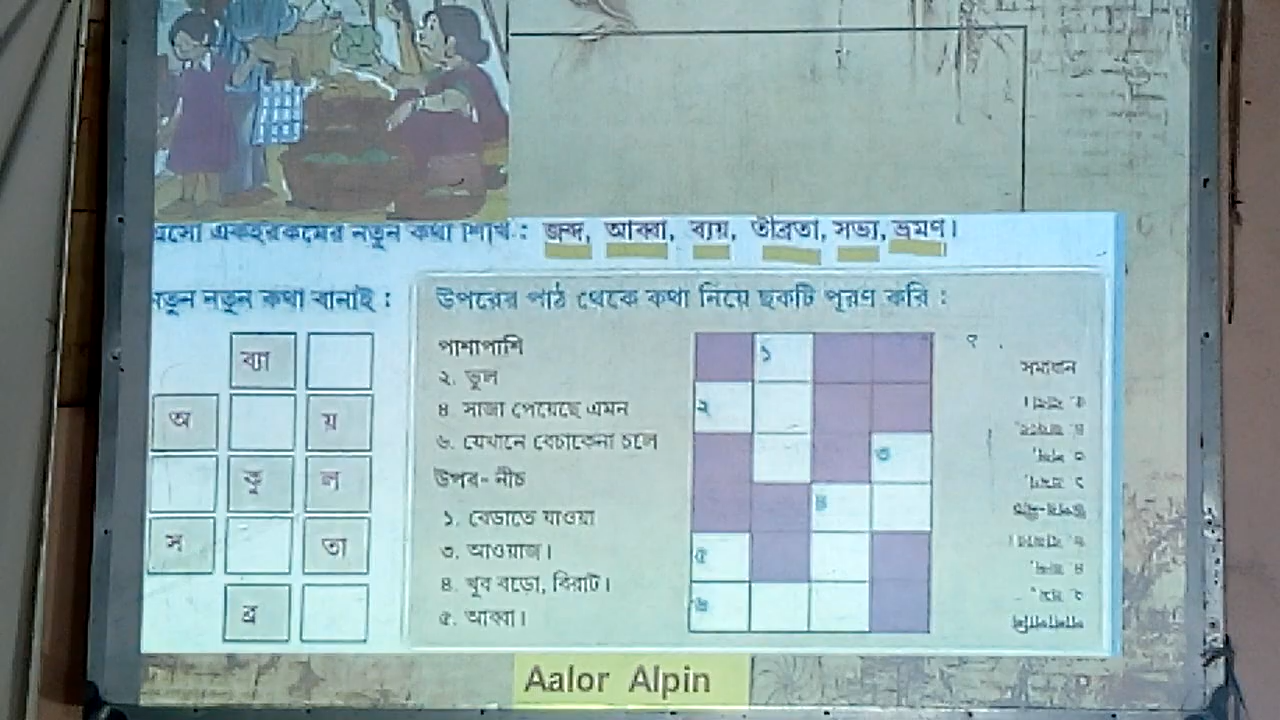 এসো একইরকমের নতুন কথা শিখি : জব্দ, আব্বা, ব্যয়, তীব্রতা, সভ্য, ভ্রমণ।
নতুন নতুন কথা বানাই :
ব্যা
অ য়
ল
স তা
ব্র
উপরের পাঠ থেকে কথা নিয়ে ছকটি পূরণ করি :
পাশাপাশি
২. ভুল
৪. সাজা পেয়েছে এমন
৬. যেখানে বেচাকেনা চলে
উপর- নীচ
১. বেড়াতে যাওয়া
৩. আওয়াজ।
৪. খুব বড়ো, বিরাট।
৫. আব্বা।
১
২
৩
৪
৫
৬
সমাধান
পাশাপাশি
উপর-নীচ
Aalor Alpin